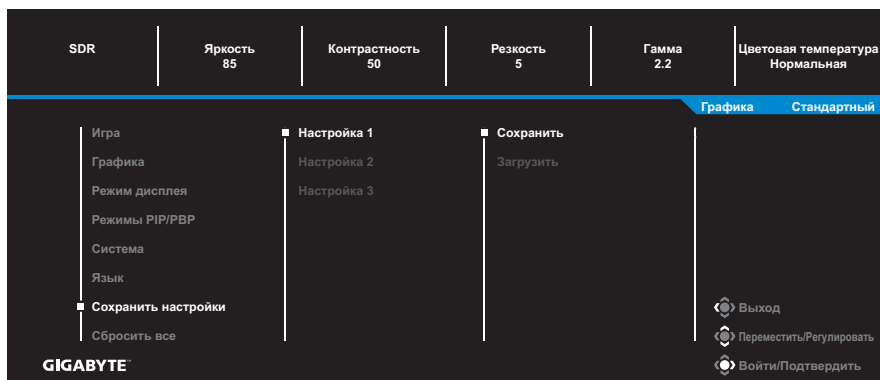 SDR
Яркость
85
Контрастность
50
Резкость
5
Гамма
2.2
Цветовая температура
Нормальная
Графика Стандартный
Игра
Графика
Режим дисплея
Режимы PIP/PBP
Система
Язык
Сохранить настройки
Сбросить все
Настройка 1
Настройка 2
Настройка 3
Сохранить
Загрузить
Выход
Переместить/Регулировать
Войти/Подтвердить
GIGABYTE™